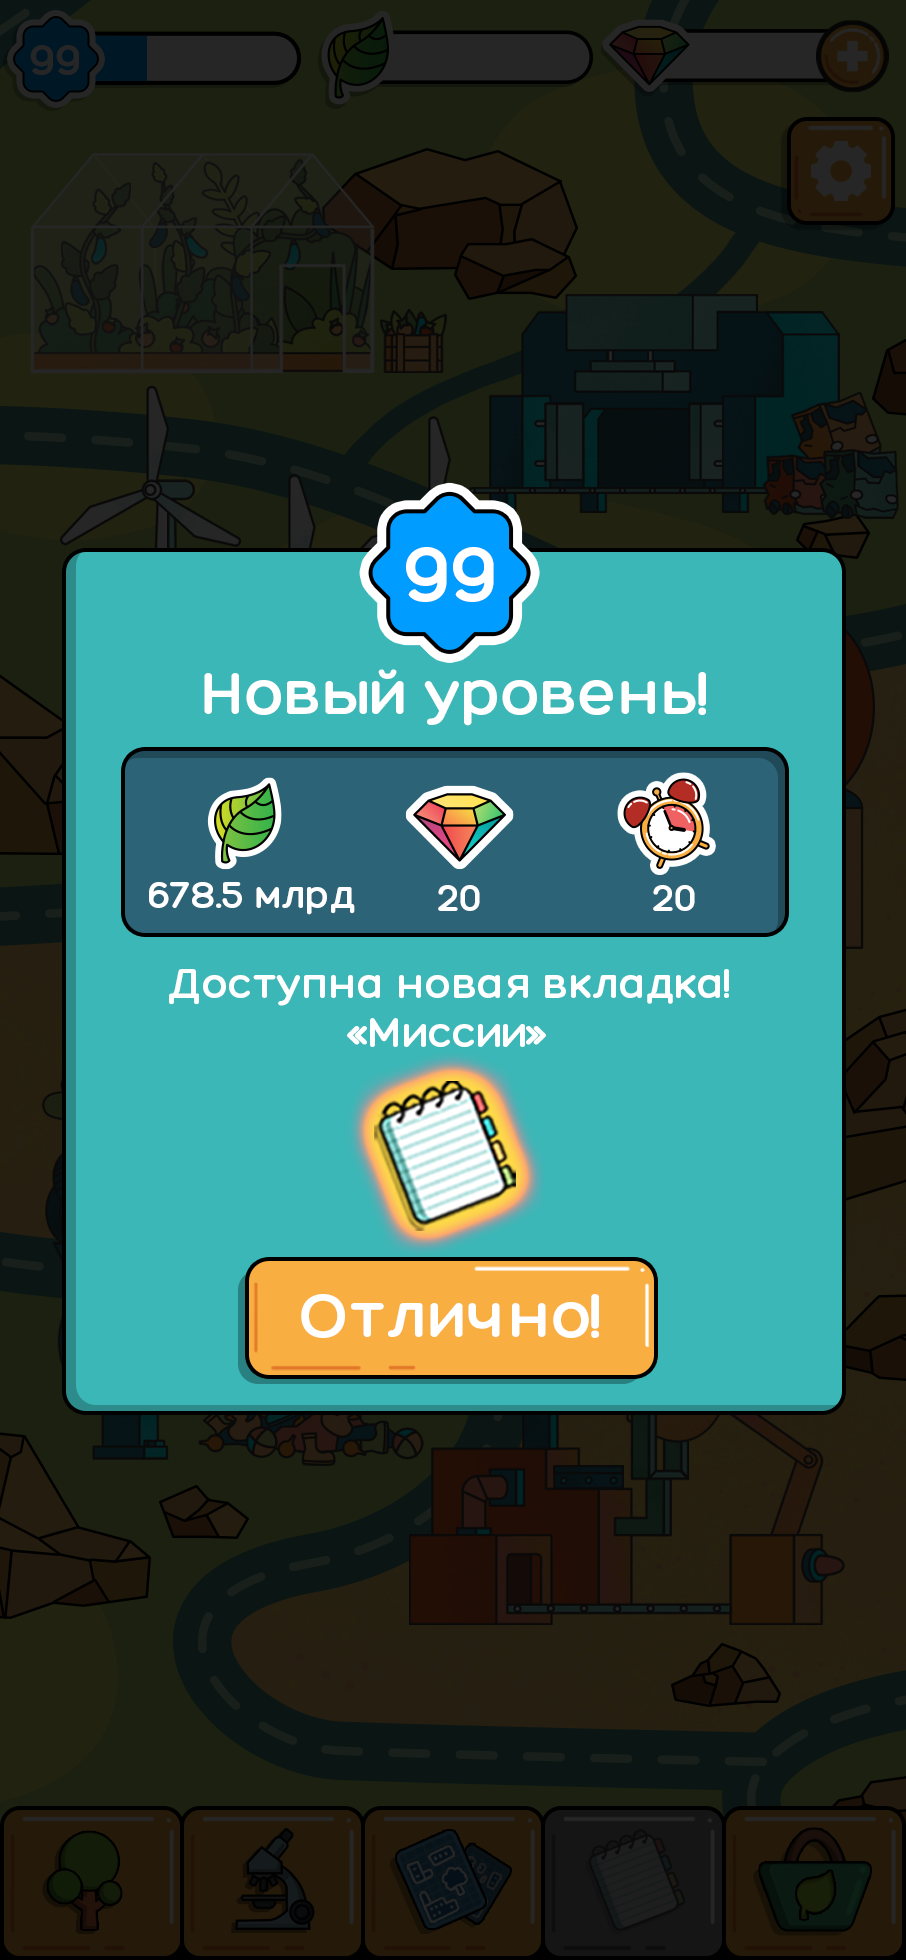 99
99
Новый уровень!
678.5 млрд 20 20
Доступна новая вкладка!
«Миссии»
Отлично!